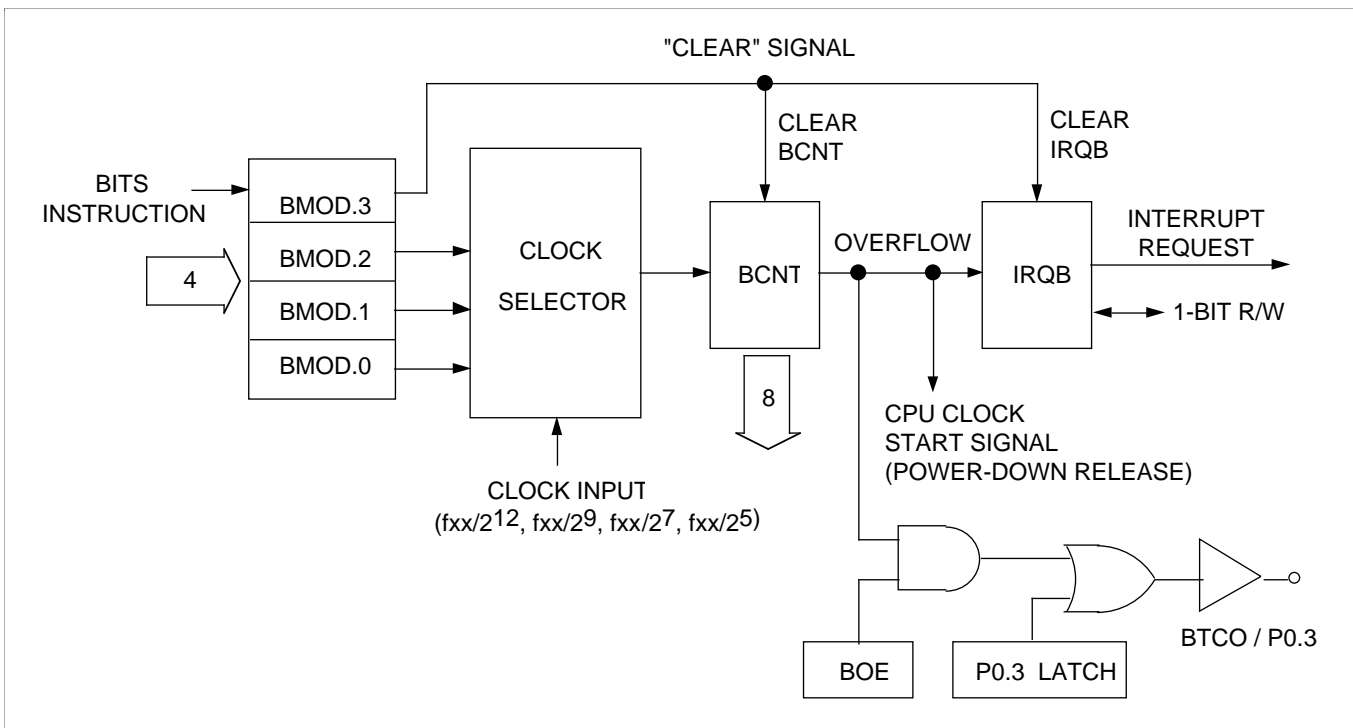 "CLEAR" SIGNAL
CLEAR
BCNT
CLEAR
IRQB
BITS
INSTRUCTION
4
BMOD.3
BMOD.2
BMOD.1
BMOD.0
CLOCK
SELECTOR
BCNT
OVERFLOW
IRQB
INTERRUPT
REQUEST
1-BIT R/W
8
CPU CLOCK
START SIGNAL
(POWER-DOWN RELEASE)
CLOCK INPUT
(fxx/2¹², fxx/2⁹, fxx/2⁷, fxx/2⁵)
BOE
P0.3 LATCH
BTCO / P0.3